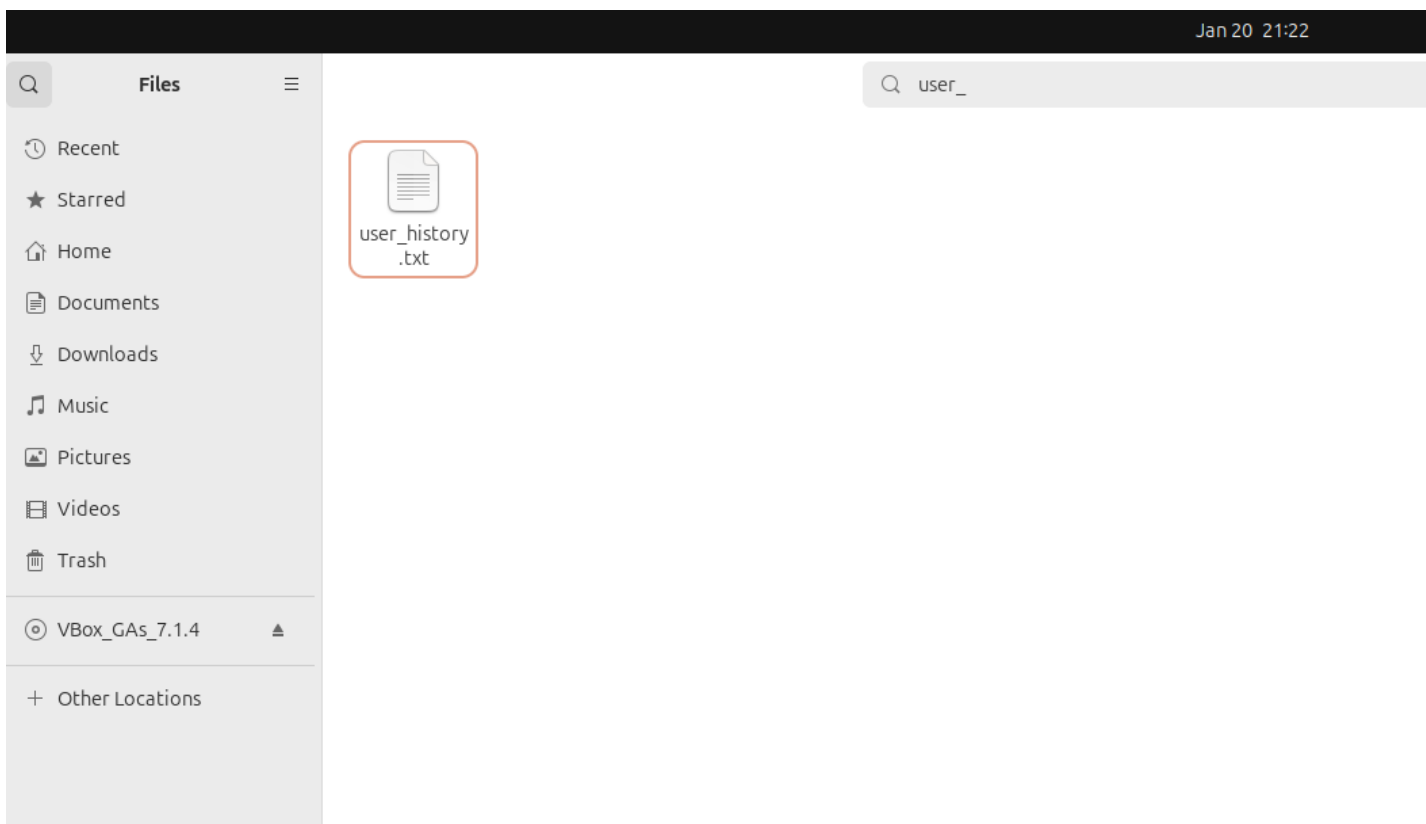 Jan 20 21:22
Files
user_
Recent
Starred
Home
Documents
Downloads
Music
Pictures
Videos
Trash
VBox_GAs_7.1.4
Other Locations
user_history
.txt